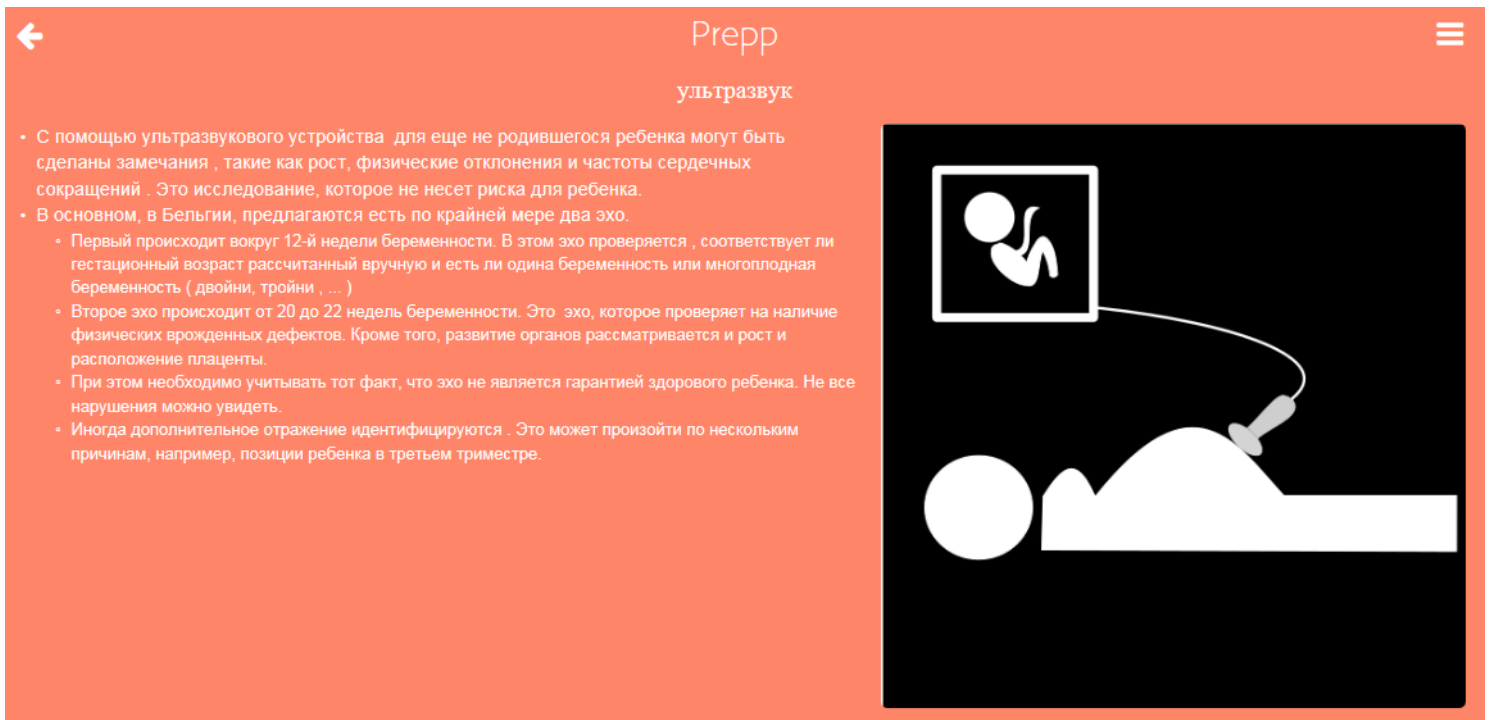 Prepp
ультразвук
• С помощью ультразвукового устройства для еще не родившегося ребенка могут быть
сделаны замечания , такие как рост, физические отклонения и частоты сердечных
сокращений . Это исследование, которое не несет риска для ребенка.
• В основном, в Бельгии, предлагаются есть по крайней мере два эхо.
◦ Первый происходит вокруг 12-й недели беременности. В этом эхо проверяется , соответствует ли
гестационный возраст рассчитанный вручную и есть ли одина беременность или многоплодная
беременность ( двойни, тройни , ... )
◦ Второе эхо происходит от 20 до 22 недель беременности. Это эхо, которое проверяет на наличие
физических врожденных дефектов. Кроме того, развитие органов рассматривается и рост и
расположение плаценты.
◦ При этом необходимо учитывать тот факт, что эхо не является гарантией здорового ребенка. Не все
нарушения можно увидеть.
◦ Иногда дополнительное отражение идентифицируются . Это может произойти по нескольким
причинам, например, позиции ребенка в третьем триместре.